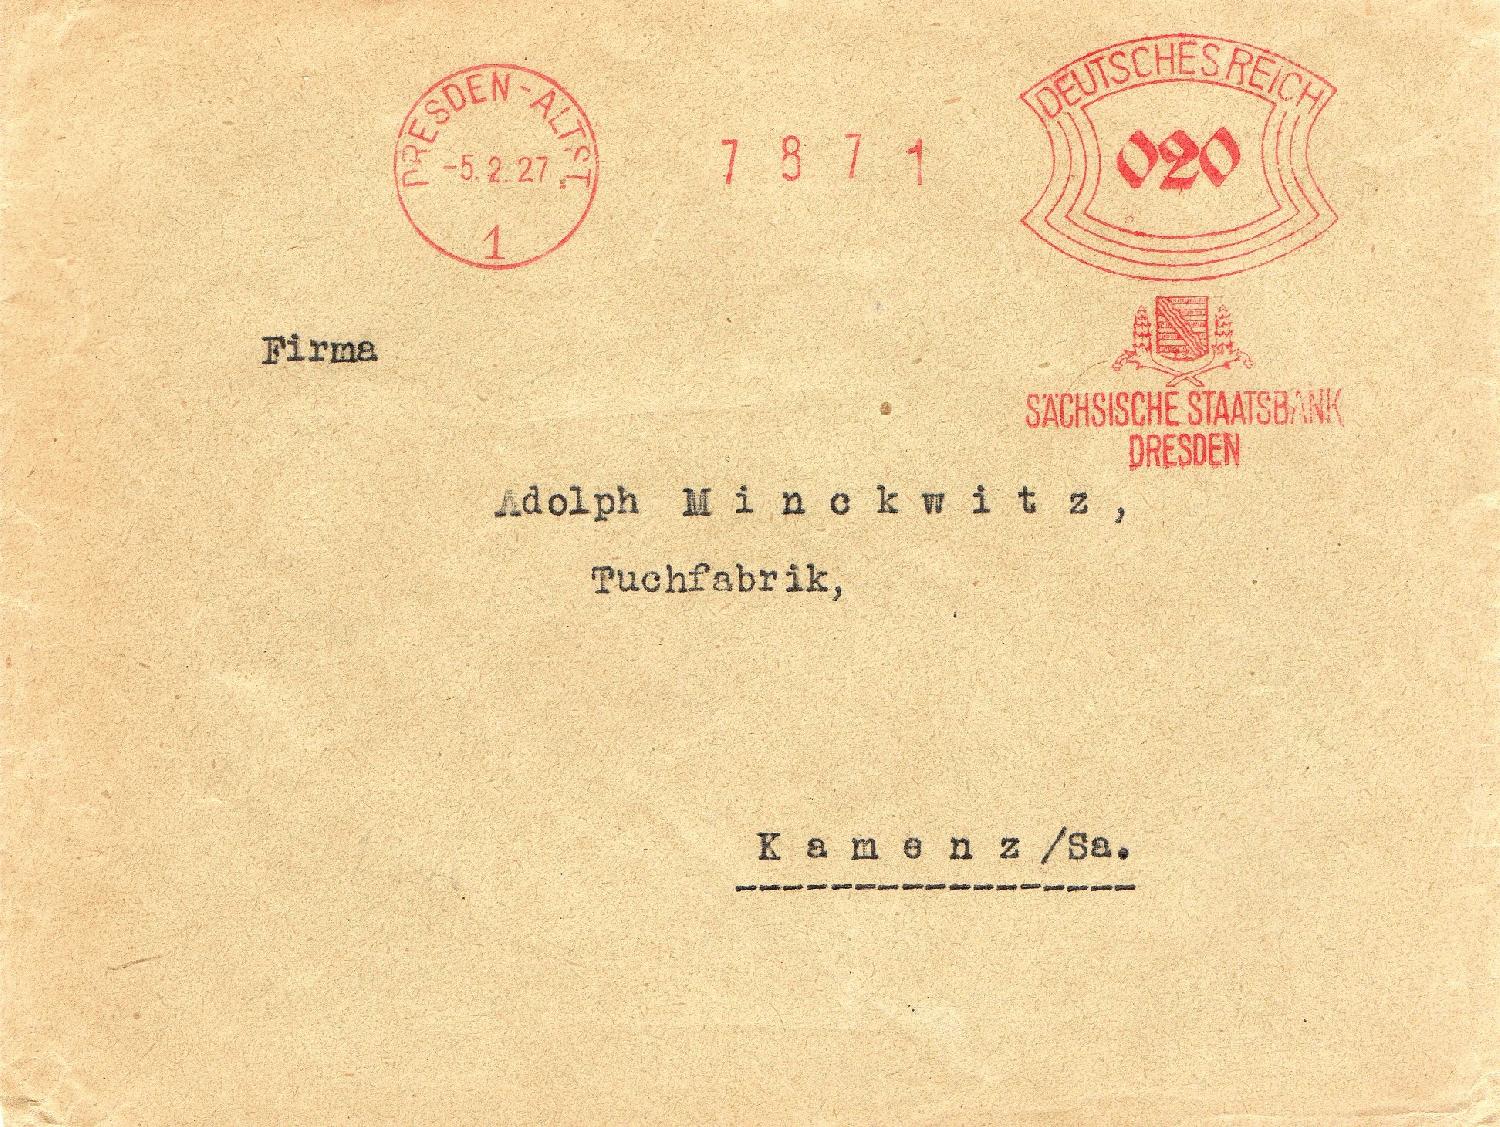 DRESDEN-ALTST.
-5.2.27
1
7871
DEUTSCHES REICH
020
SÄCHSISCHE STAATSBANK
DRESDEN
Firma
Adolph Minckwitz,
Tuchfabrik,
Kamenz/Sa.